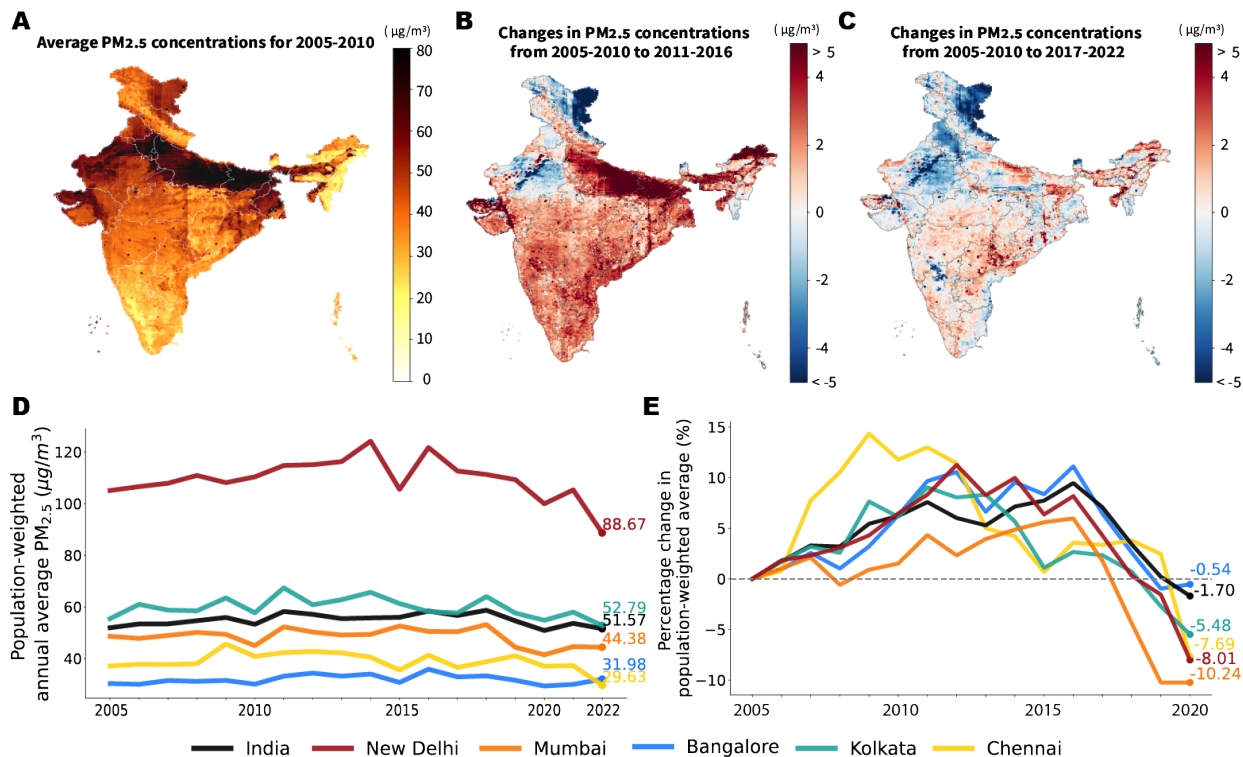 A
Average PM2.5 concentrations for 2005-2010
( µg/m³)
80
70
60
50
40
30
20
10
0
B
Changes in PM2.5 concentrations
from 2005-2010 to 2011-2016
( µg/m³)
> 5
4
2
0
-2
-4
< -5
C
Changes in PM2.5 concentrations
from 2005-2010 to 2017-2022
( µg/m³)
> 5
4
2
0
-2
-4
< -5
D
Population-weighted
annual average PM2.5 (µg/m³)
120
100
80
60
40
88.67
52.79
51.57
44.38
31.98
29.63
2005
2010
2015
2020
2022
E
Percentage change in
population-weighted average (%)
15
10
5
0
−5
−10
-0.54
-1.70
-5.48
-7.69
-8.01
-10.24
2005
2010
2015
2020
India
New Delhi
Mumbai
Bangalore
Kolkata
Chennai